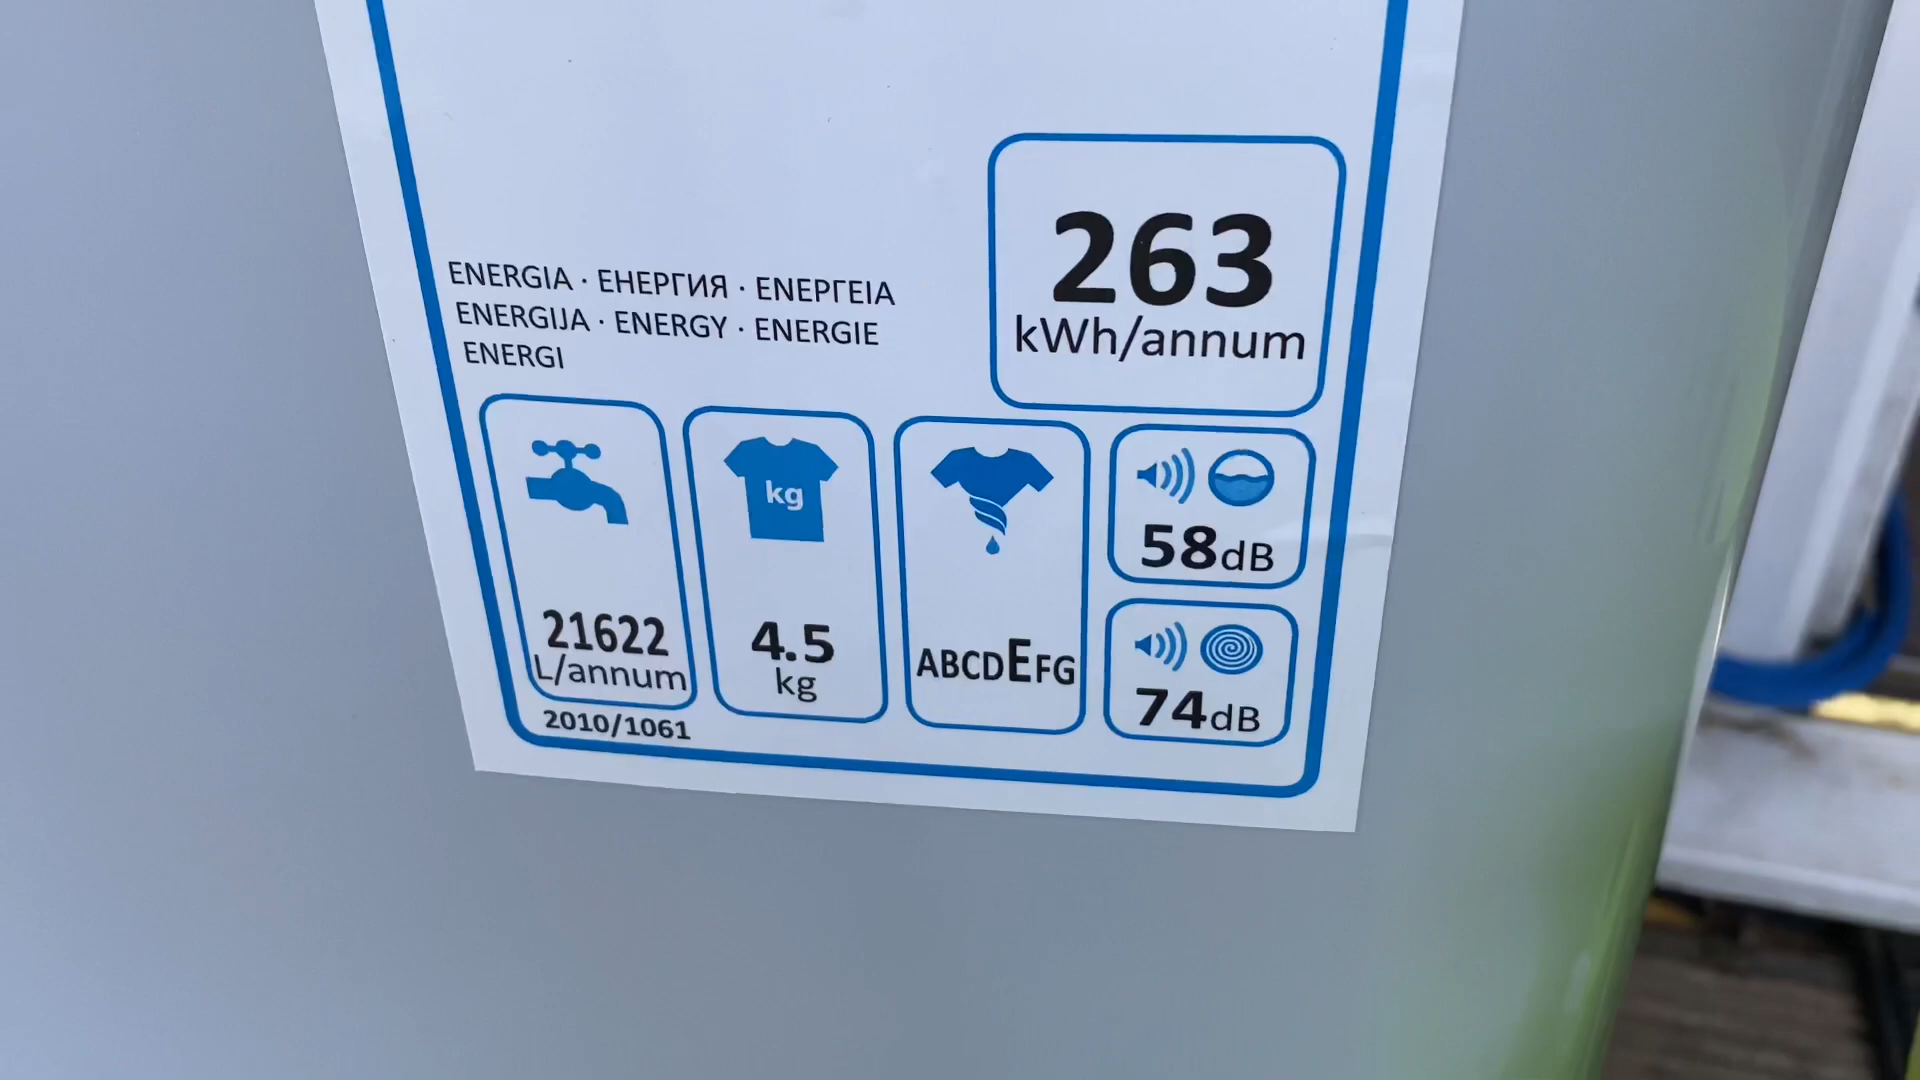 263
kWh/annum
ENERGIA · ЕНЕРГИЯ · ΕΝΕΡΓΕΙΑ
ENERGIJA · ENERGY · ENERGIE
ENERGI
kg
58dB
21622
L/annum
4.5
kg
ABCDEFG
74dB
2010/1061